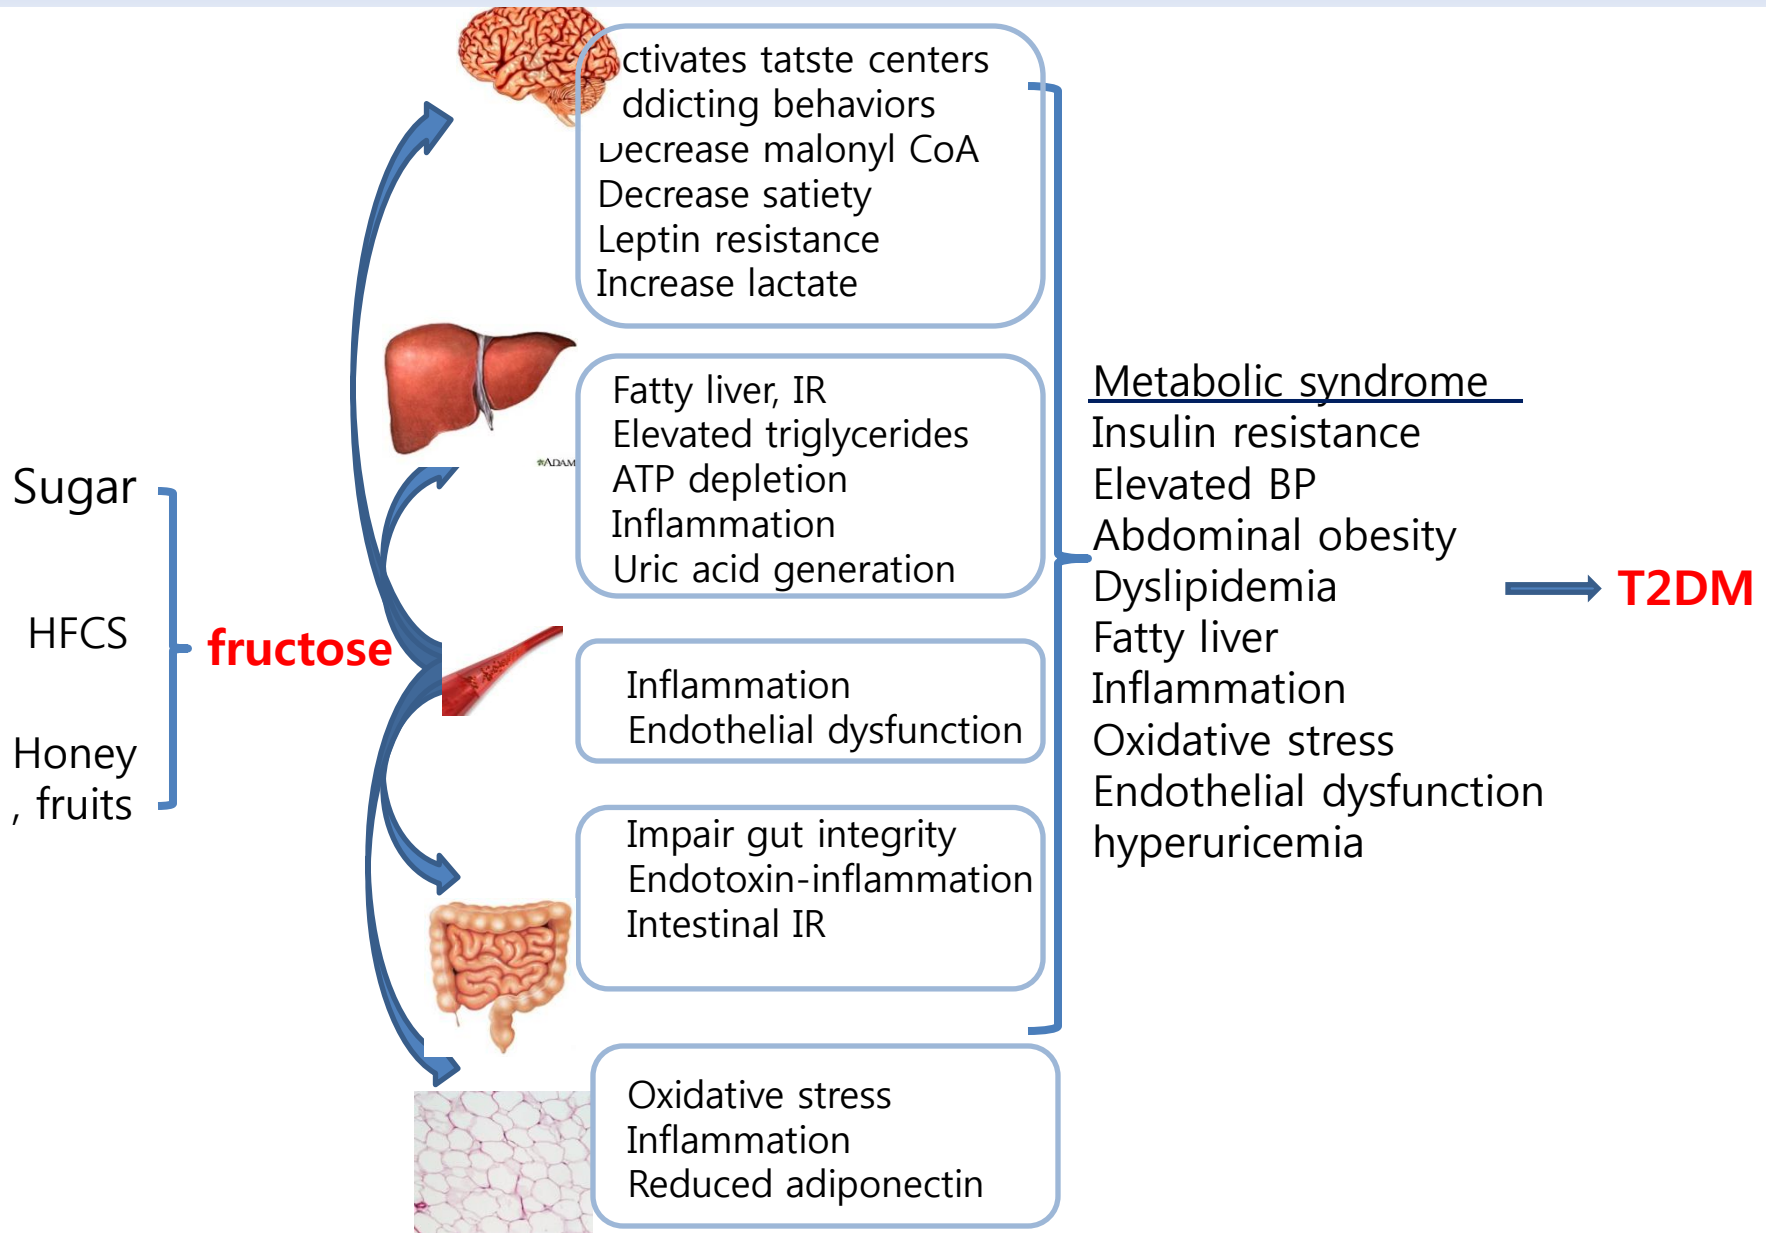 ctivates tatste centers
ddicting behaviors
Decrease malonyl CoA
Decrease satiety
Leptin resistance
Increase lactate
ADAM
Fatty liver, IR
Elevated triglycerides
ATP depletion
Inflammation
Uric acid generation
Sugar
HFCS
Honey
, fruits
fructose
Inflammation
Endothelial dysfunction
Impair gut integrity
Endotoxin-inflammation
Intestinal IR
Oxidative stress
Inflammation
Reduced adiponectin
Metabolic syndrome
Insulin resistance
Elevated BP
Abdominal obesity
Dyslipidemia
Fatty liver
Inflammation
Oxidative stress
Endothelial dysfunction
hyperuricemia
T2DM